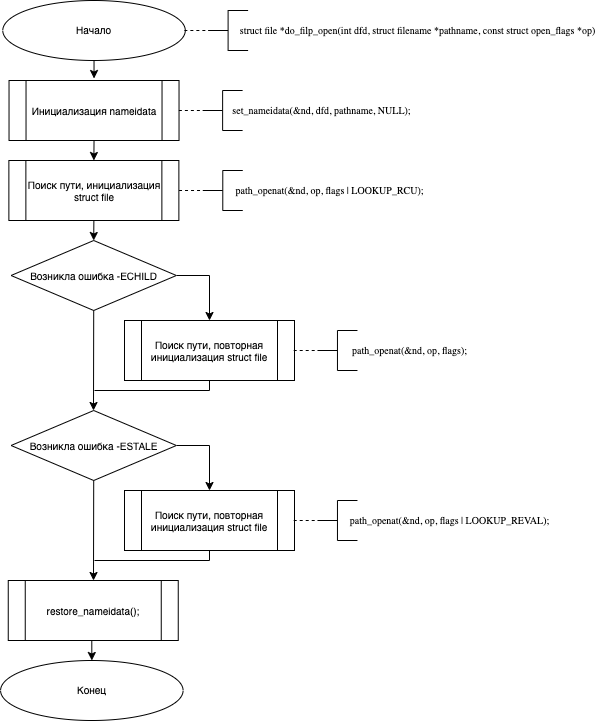 Начало
struct file *do_filp_open(int dfd, struct filename *pathname, const struct open_flags *op)
Инициализация nameidata
set_nameidata(&nd, dfd, pathname, NULL);
Поиск пути, инициализация
struct file
path_openat(&nd, op, flags | LOOKUP_RCU);
Возникла ошибка -ECHILD
Поиск пути, повторная
инициализация struct file
path_openat(&nd, op, flags);
Возникла ошибка -ESTALE
Поиск пути, повторная
инициализация struct file
path_openat(&nd, op, flags | LOOKUP_REVAL);
restore_nameidata();
Конец